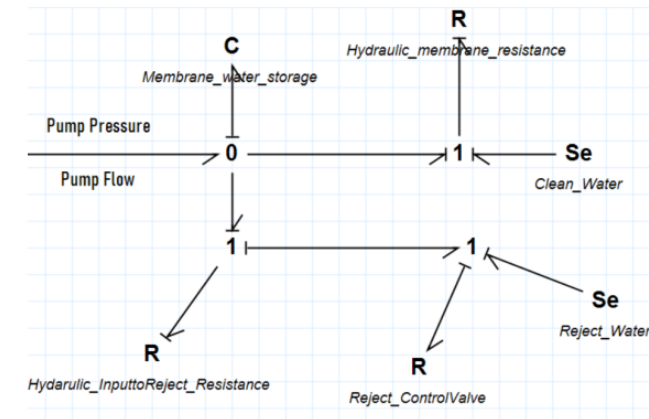 R
C
Hydraulic_membrane_resistance
Membrane_water_storage
Pump Pressure
0
1
Se
Pump Flow
Clean_Water
1
1
Se
Reject_Water
R
R
Hydarulic_InputtoReject_Resistance
Reject_ControlValve